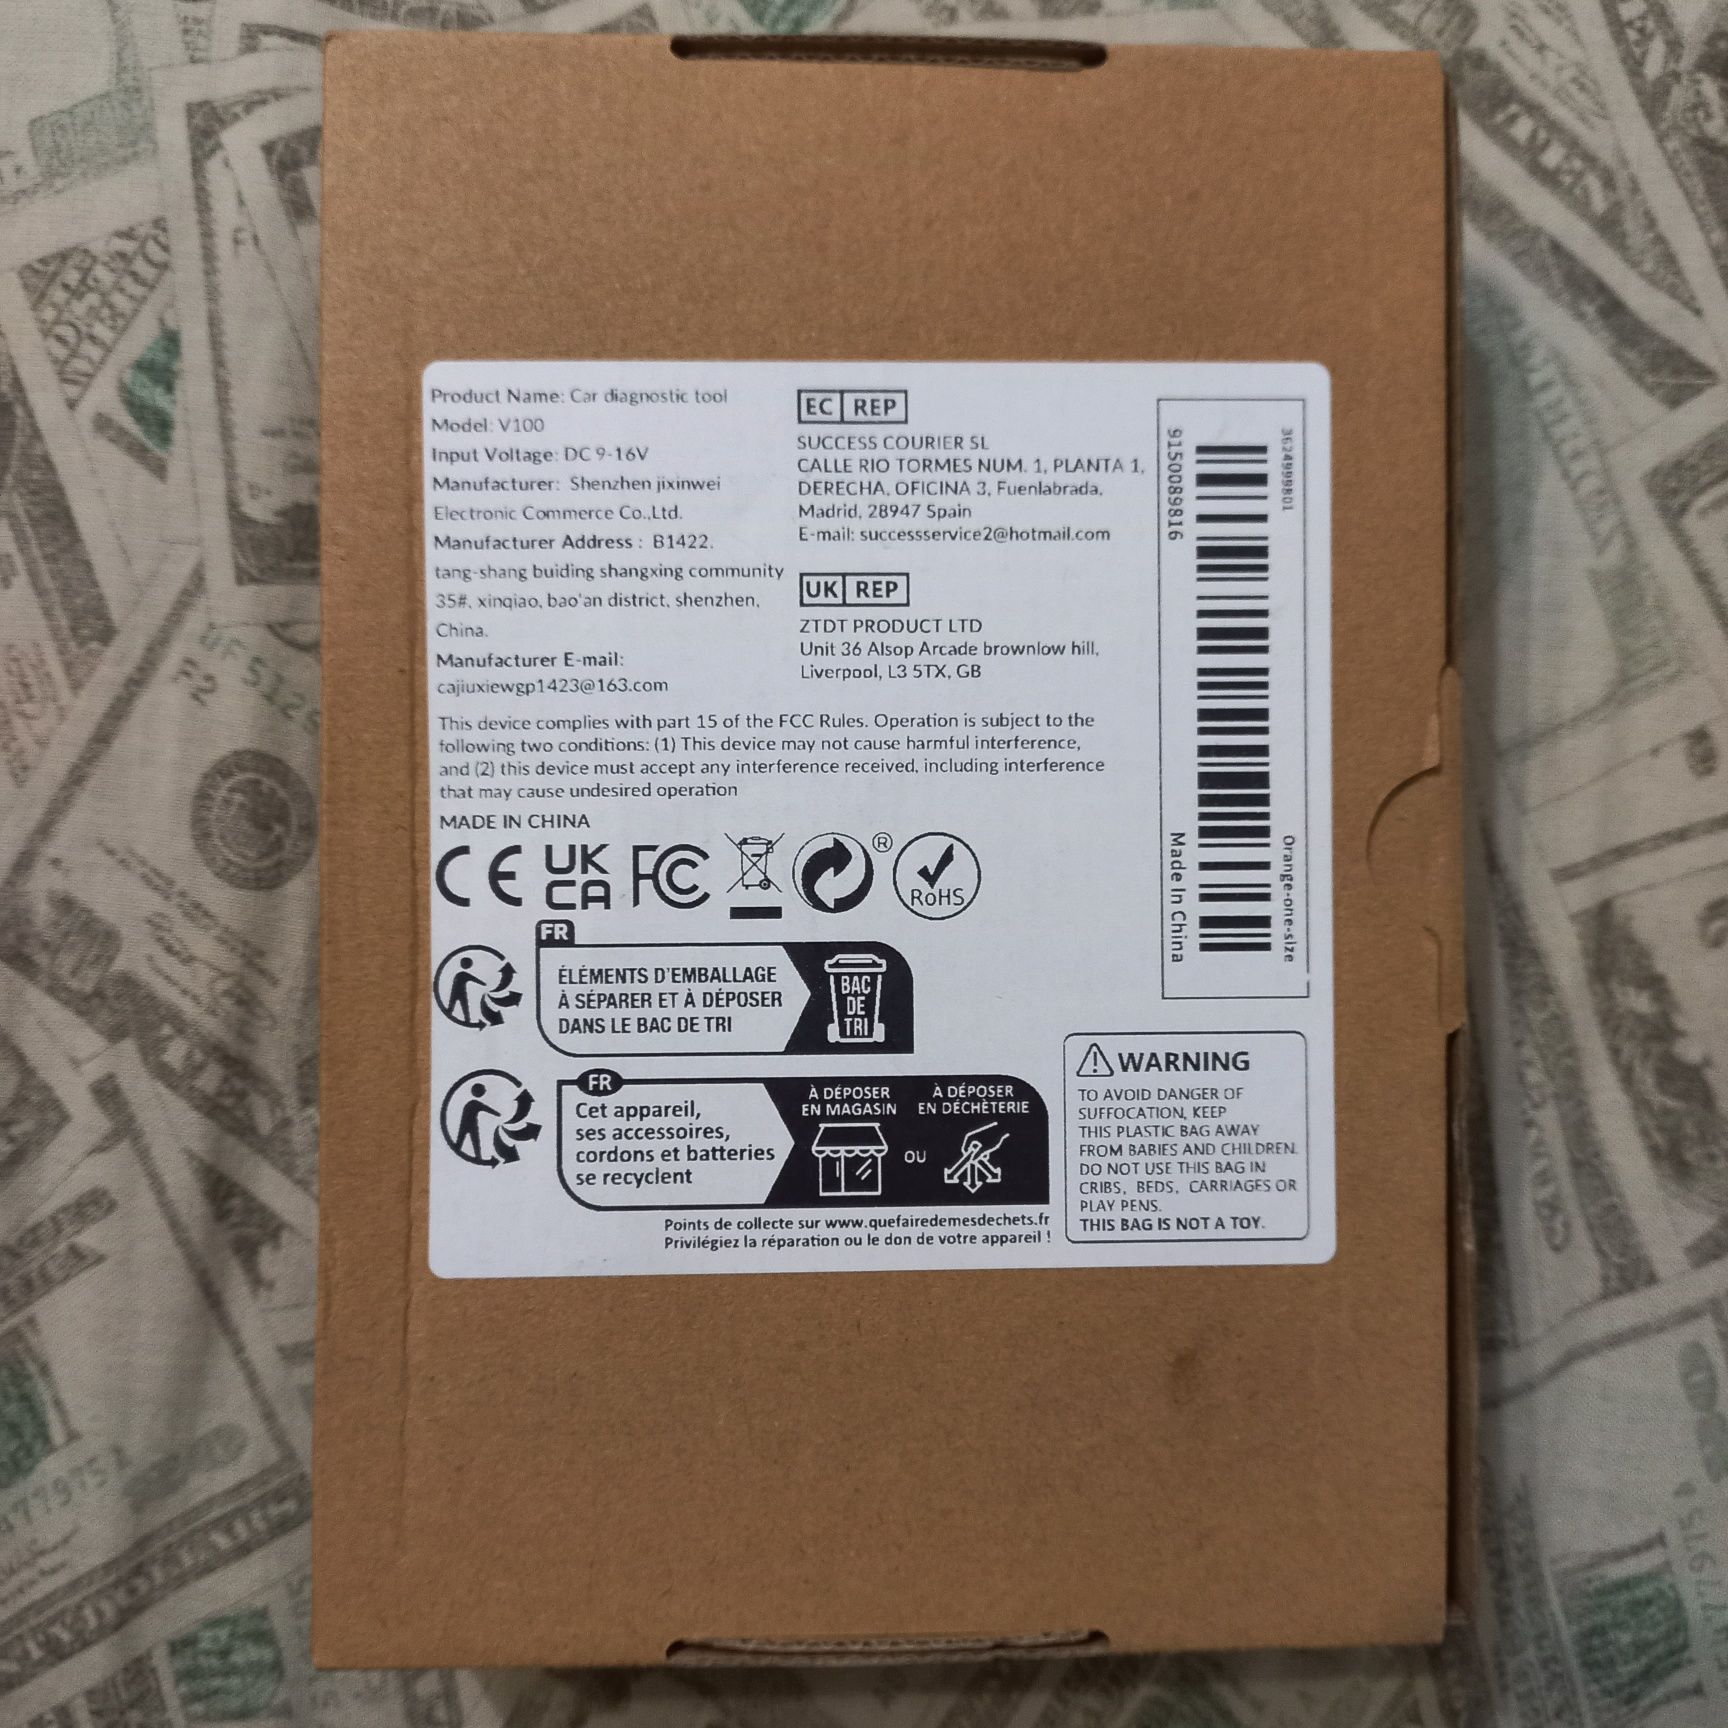 Product Name: Car diagnostic tool
Model: V100
Input Voltage: DC 9-16V
Manufacturer: Shenzhen jixinwei
Electronic Commerce Co.,Ltd.
Manufacturer Address : B1422.
tang-shang buiding shangxing community
35#, xinqiao, bao'an district, shenzhen,
China.
Manufacturer E-mail:
cajiuxiewgp1423@163.com
EC REP
SUCCESS COURIER SL
CALLE RIO TORMES NUM. 1, PLANTA 1,
DERECHA, OFICINA 3, Fuenlabrada,
Madrid, 28947 Spain
E-mail: successservice2@hotmail.com
UK REP
ZTDT PRODUCT LTD
Unit 36 Alsop Arcade brownlow hill,
Liverpool, L3 5TX, GB
This device complies with part 15 of the FCC Rules. Operation is subject to the
following two conditions: (1) This device may not cause harmful interference,
and (2) this device must accept any interference received, including interference
that may cause undesired operation
MADE IN CHINA
CE UK CA FC ® RoHS
FR
ÉLÉMENTS D'EMBALLAGE
À SÉPARER ET À DÉPOSER
DANS LE BAC DE TRI
BAC
DE
TRI
FR
Cet appareil,
ses accessoires,
cordons et batteries
se recyclent
À DÉPOSER
EN MAGASIN
OU
À DÉPOSER
EN DÉCHÈTERIE
Points de collecte sur www.quefairedemesdechets.fr
Privilégiez la réparation ou le don de votre appareil !
3624999801
9150089816
Made In China
Orange-one-size
WARNING
TO AVOID DANGER OF
SUFFOCATION, KEEP
THIS PLASTIC BAG AWAY
FROM BABIES AND CHILDREN.
DO NOT USE THIS BAG IN
CRIBS, BEDS, CARRIAGES OR
PLAY PENS.
THIS BAG IS NOT A TOY.